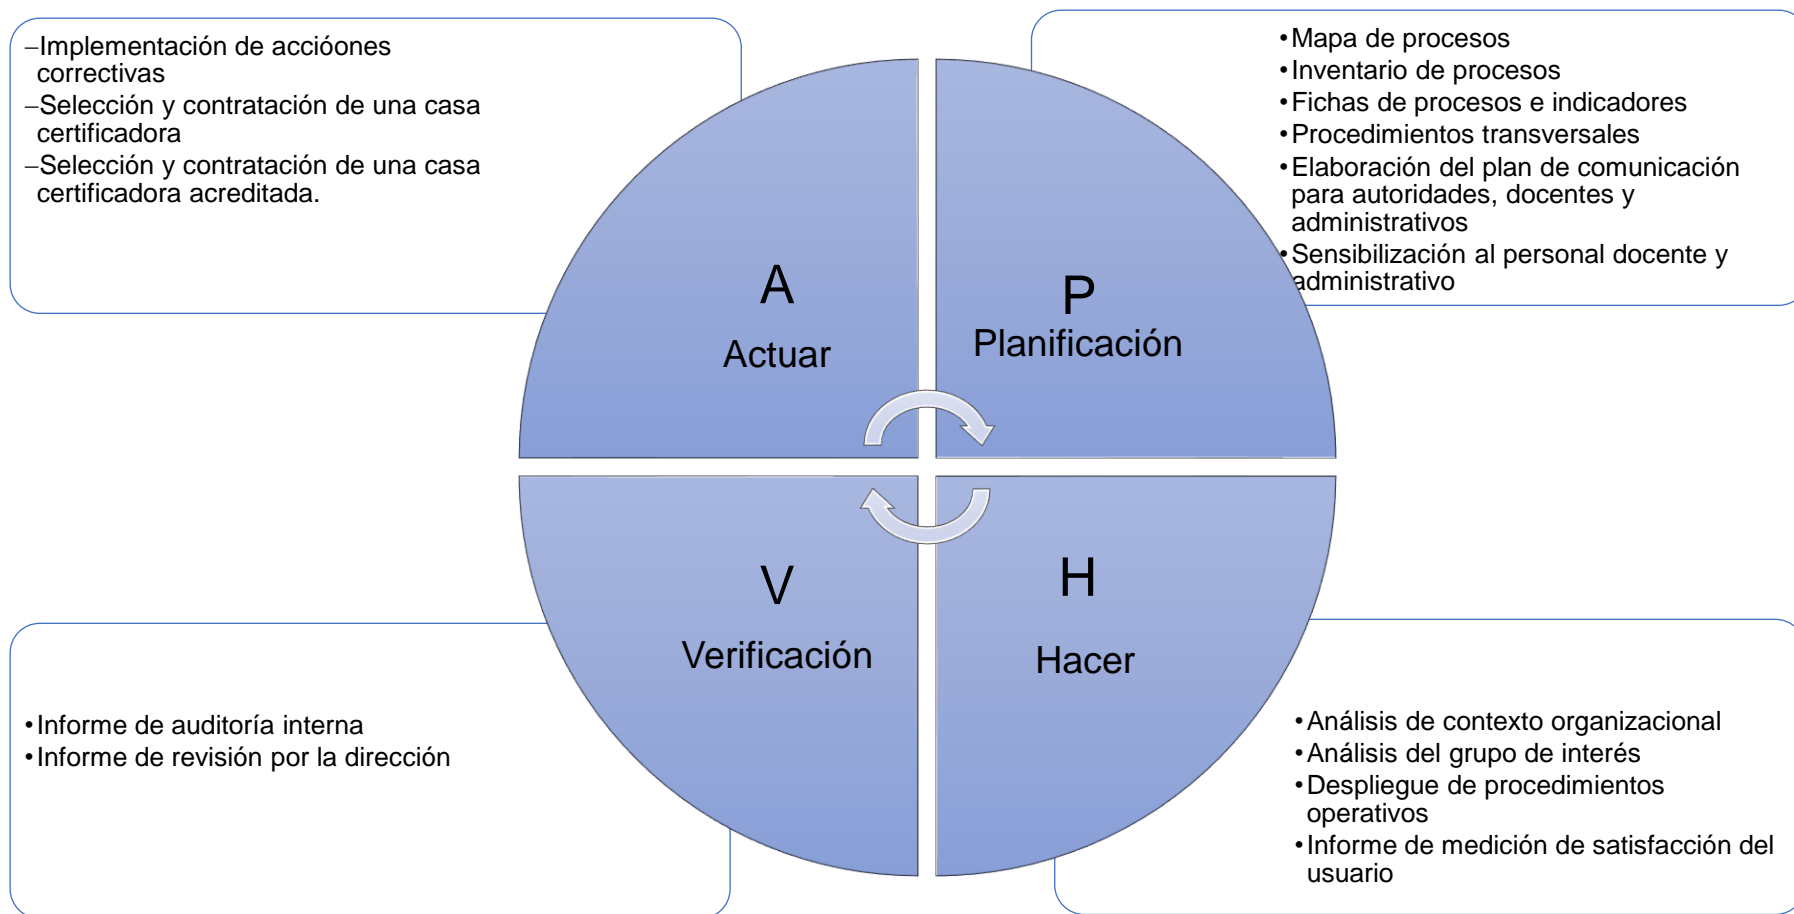 –Implementación de accióones
correctivas
–Selección y contratación de una casa
certificadora
–Selección y contratación de una casa
certificadora acreditada.
•Mapa de procesos
•Inventario de procesos
•Fichas de procesos e indicadores
•Procedimientos transversales
•Elaboración del plan de comunicación
para autoridades, docentes y
administrativos
•Sensibilización al personal docente y
administrativo
A
Actuar
P
Planificación
V
Verificación
H
Hacer
•Informe de auditoría interna
•Informe de revisión por la dirección
•Análisis de contexto organizacional
•Análisis del grupo de interés
•Despliegue de procedimientos
operativos
•Informe de medición de satisfacción del
usuario